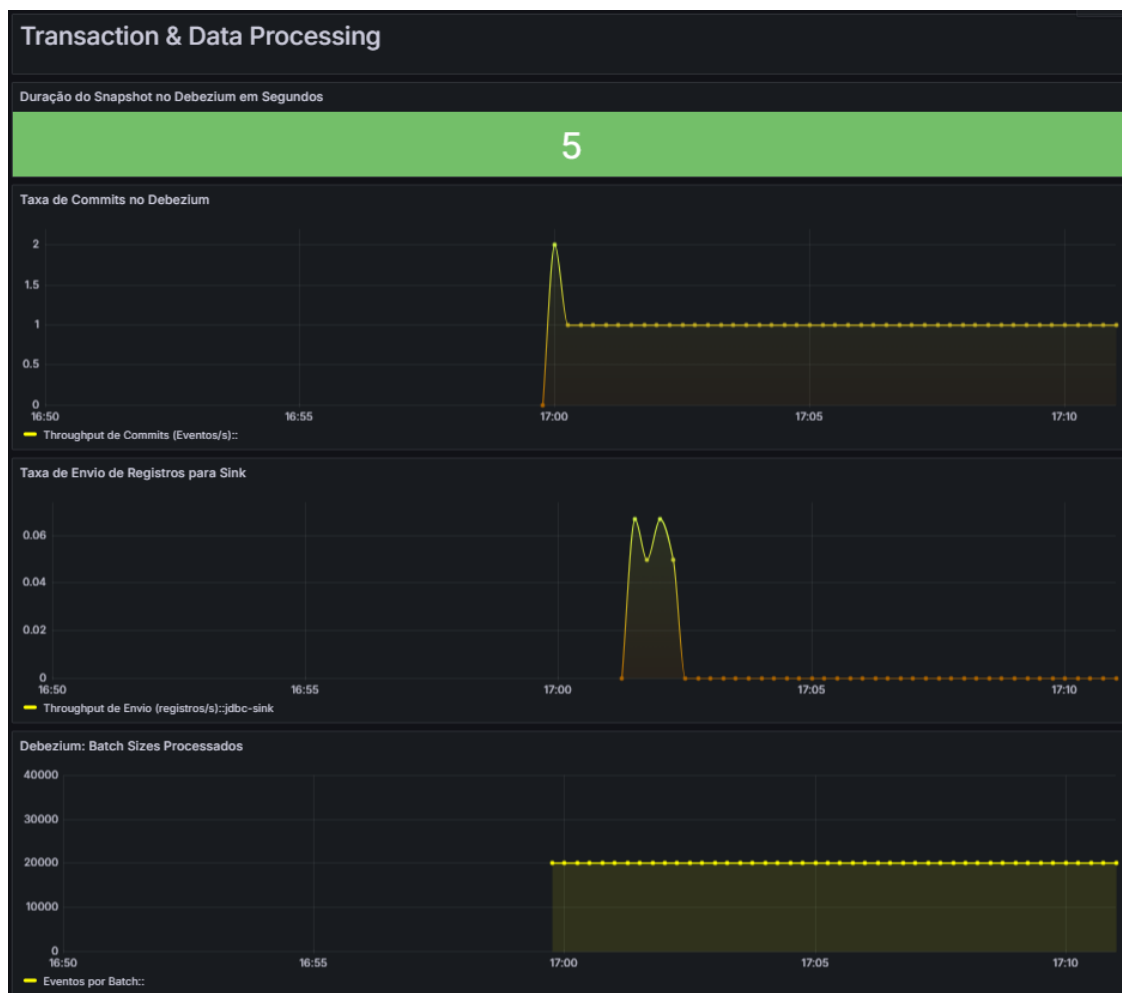 Transaction & Data Processing
Duração do Snapshot no Debezium em Segundos
5
Taxa de Commits no Debezium
2
1.5
1
0.5
0
16:50 16:55 17:00 17:05 17:10
Throughput de Commits (Eventos/s)::
Taxa de Envio de Registros para Sink
0.06
0.04
0.02
0
16:50 16:55 17:00 17:05 17:10
Throughput de Envio (registros/s)::jdbc-sink
Debezium: Batch Sizes Processados
40000
30000
20000
10000
0
16:50 16:55 17:00 17:05 17:10
Eventos por Batch::